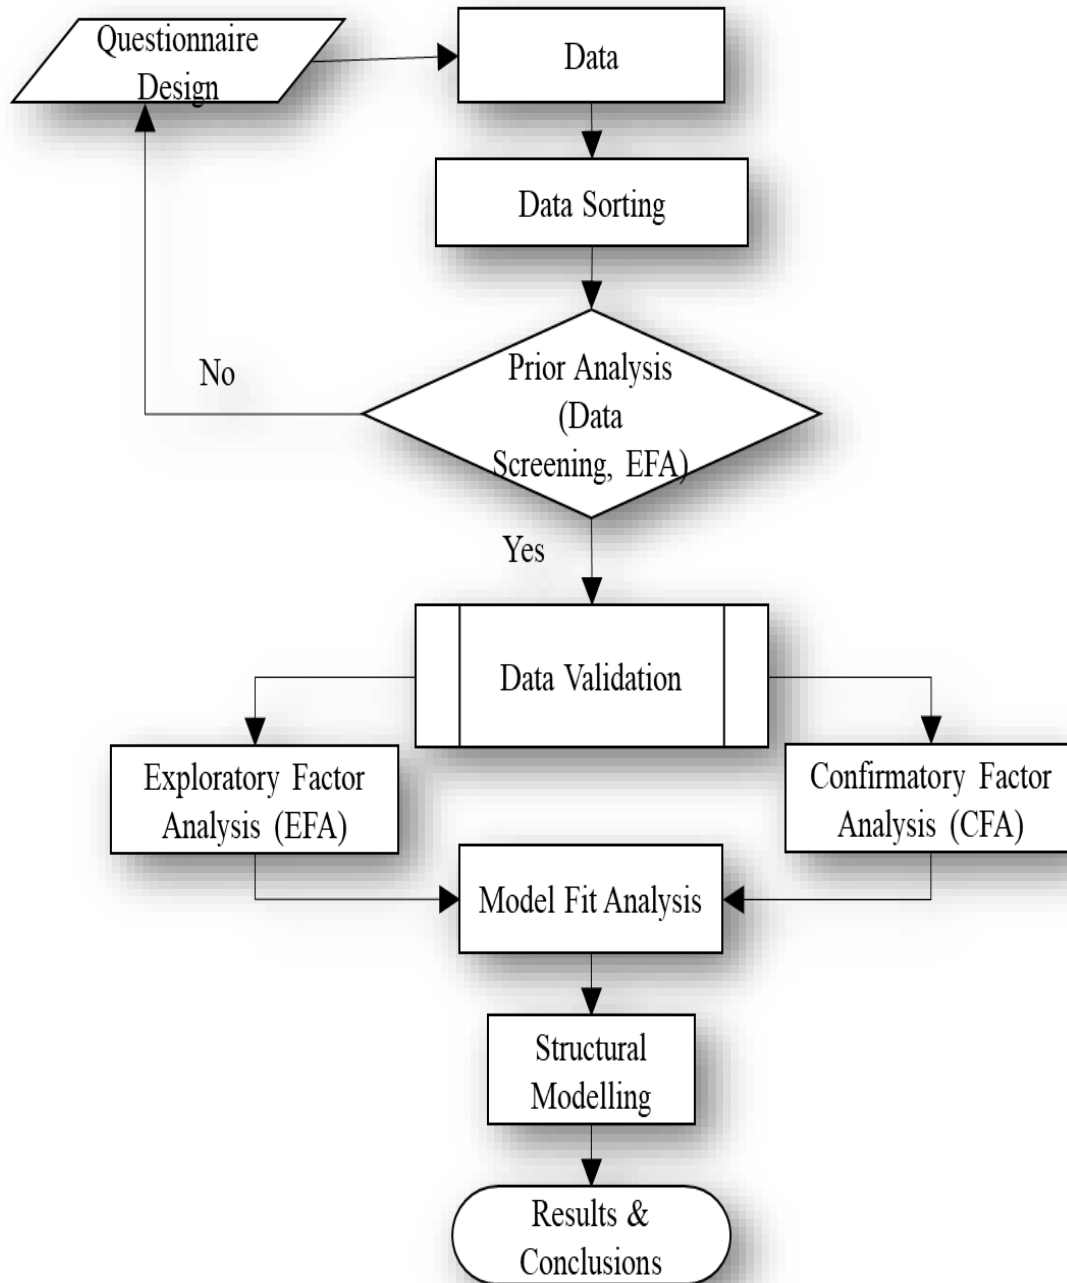 Questionnaire
Design
Data
Data Sorting
Prior Analysis
(Data
Screening, EFA)
No
Yes
Data Validation
Exploratory Factor
Analysis (EFA)
Confirmatory Factor
Analysis (CFA)
Model Fit Analysis
Structural
Modelling
Results &
Conclusions